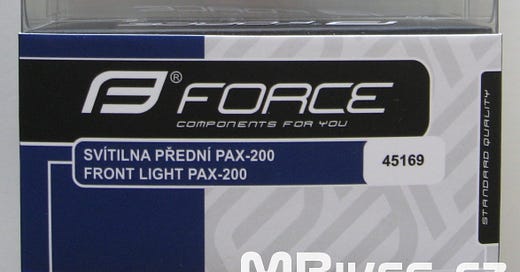 ® FORCE
COMPONENTS FOR YOU
SVÍTILNA PŘEDNÍ PAX-200
FRONT LIGHT PAX-200
45169
STANDARD QUALITY